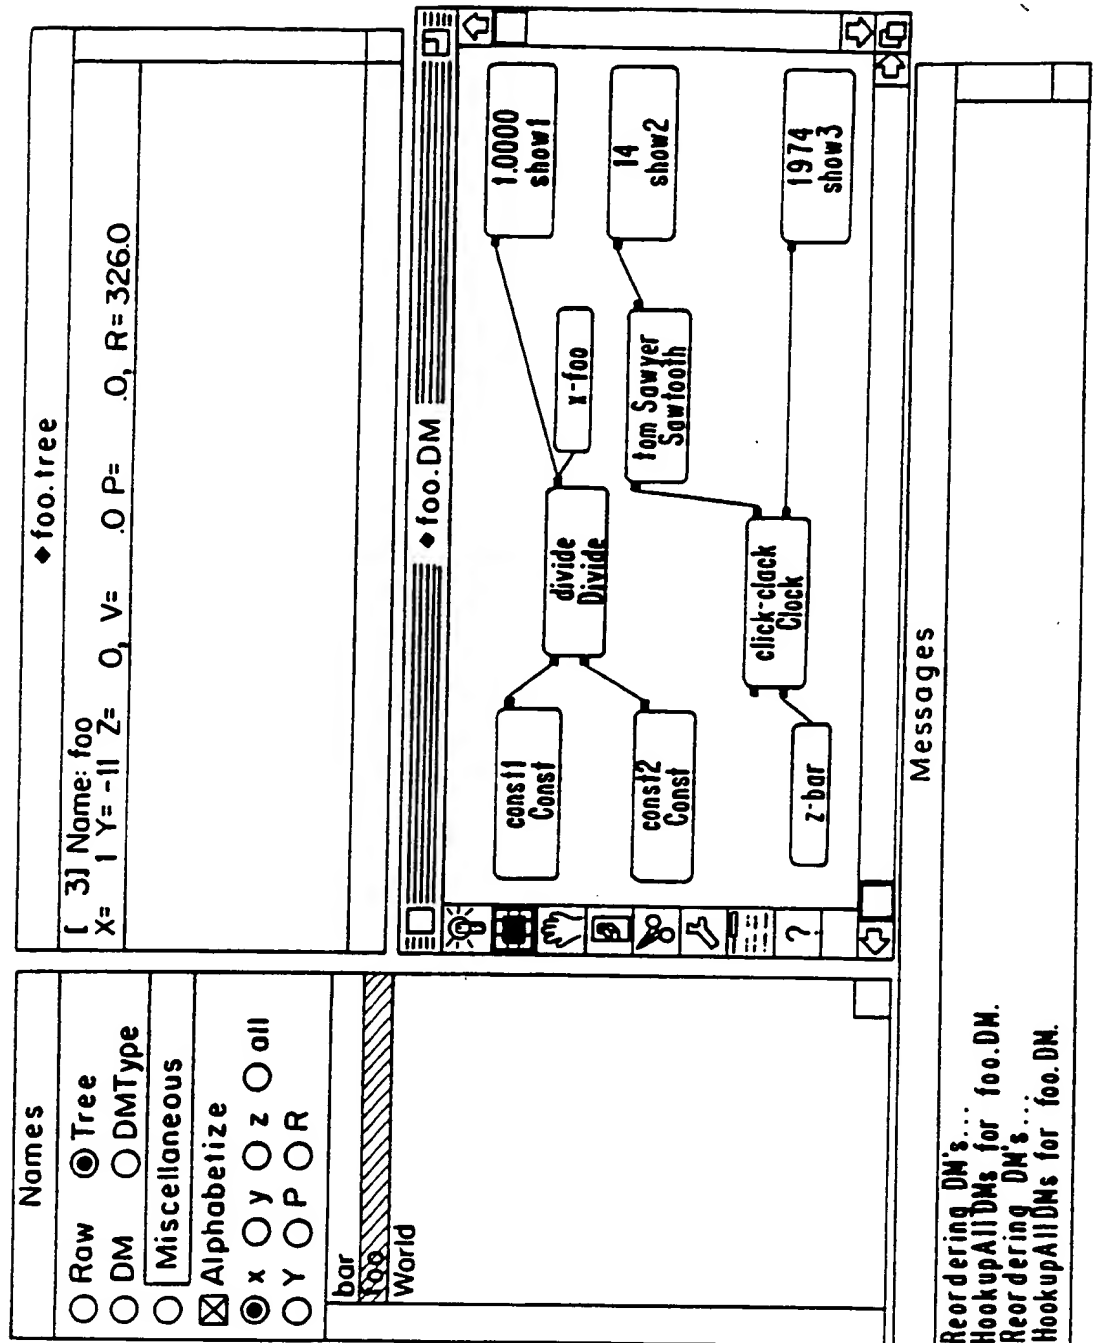 Names
Raw Tree
DM DMType
Miscellaneous
Alphabetize
x y z all
Y P R
bar
foo
World
◆foo.tree
[ 3] Name: foo
X= 1 Y= -11 Z= 0, V= .0 P= .0, R= 326.0
◆foo.DM
?
const1
Const
const2
Const
z-bar
divide
Divide
click-clack
Clock
x-foo
tom Sawyer
Sawtooth
1.0000
show1
14
show2
1974
show3
Messages
Reordering DM's...
HookupAllDMs for foo.DM.
Reordering DM's...
HookupAllDMs for foo.DM.